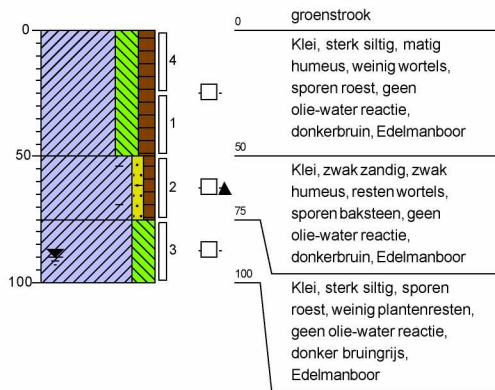 0
50
100
4
1
2
3
0
groenstrook
Klei, sterk siltig, matig
humeus, weinig wortels,
sporen roest, geen
olie-water reactie,
donkerbruin, Edelmanboor
50
Klei, zwak zandig, zwak
humeus, resten wortels,
sporen baksteen, geen
olie-water reactie,
donkerbruin, Edelmanboor
75
100
Klei, sterk siltig, sporen
roest, weinig plantenresten,
geen olie-water reactie,
donker bruingrijs,
Edelmanboor